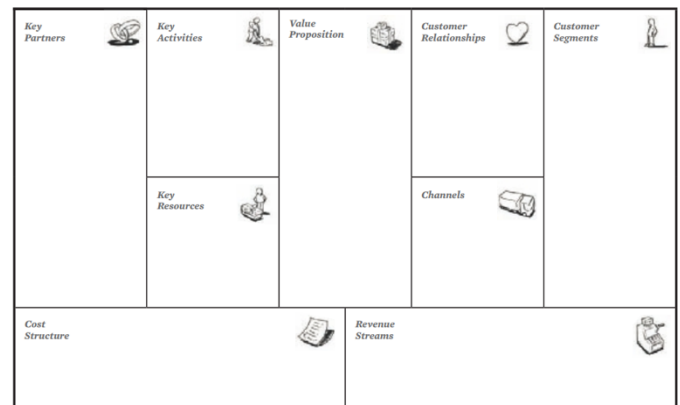 Key
Partners
Key
Activities
Value
Proposition
Customer
Relationships
Customer
Segments
Key
Resources
Channels
Cost
Structure
Revenue
Streams